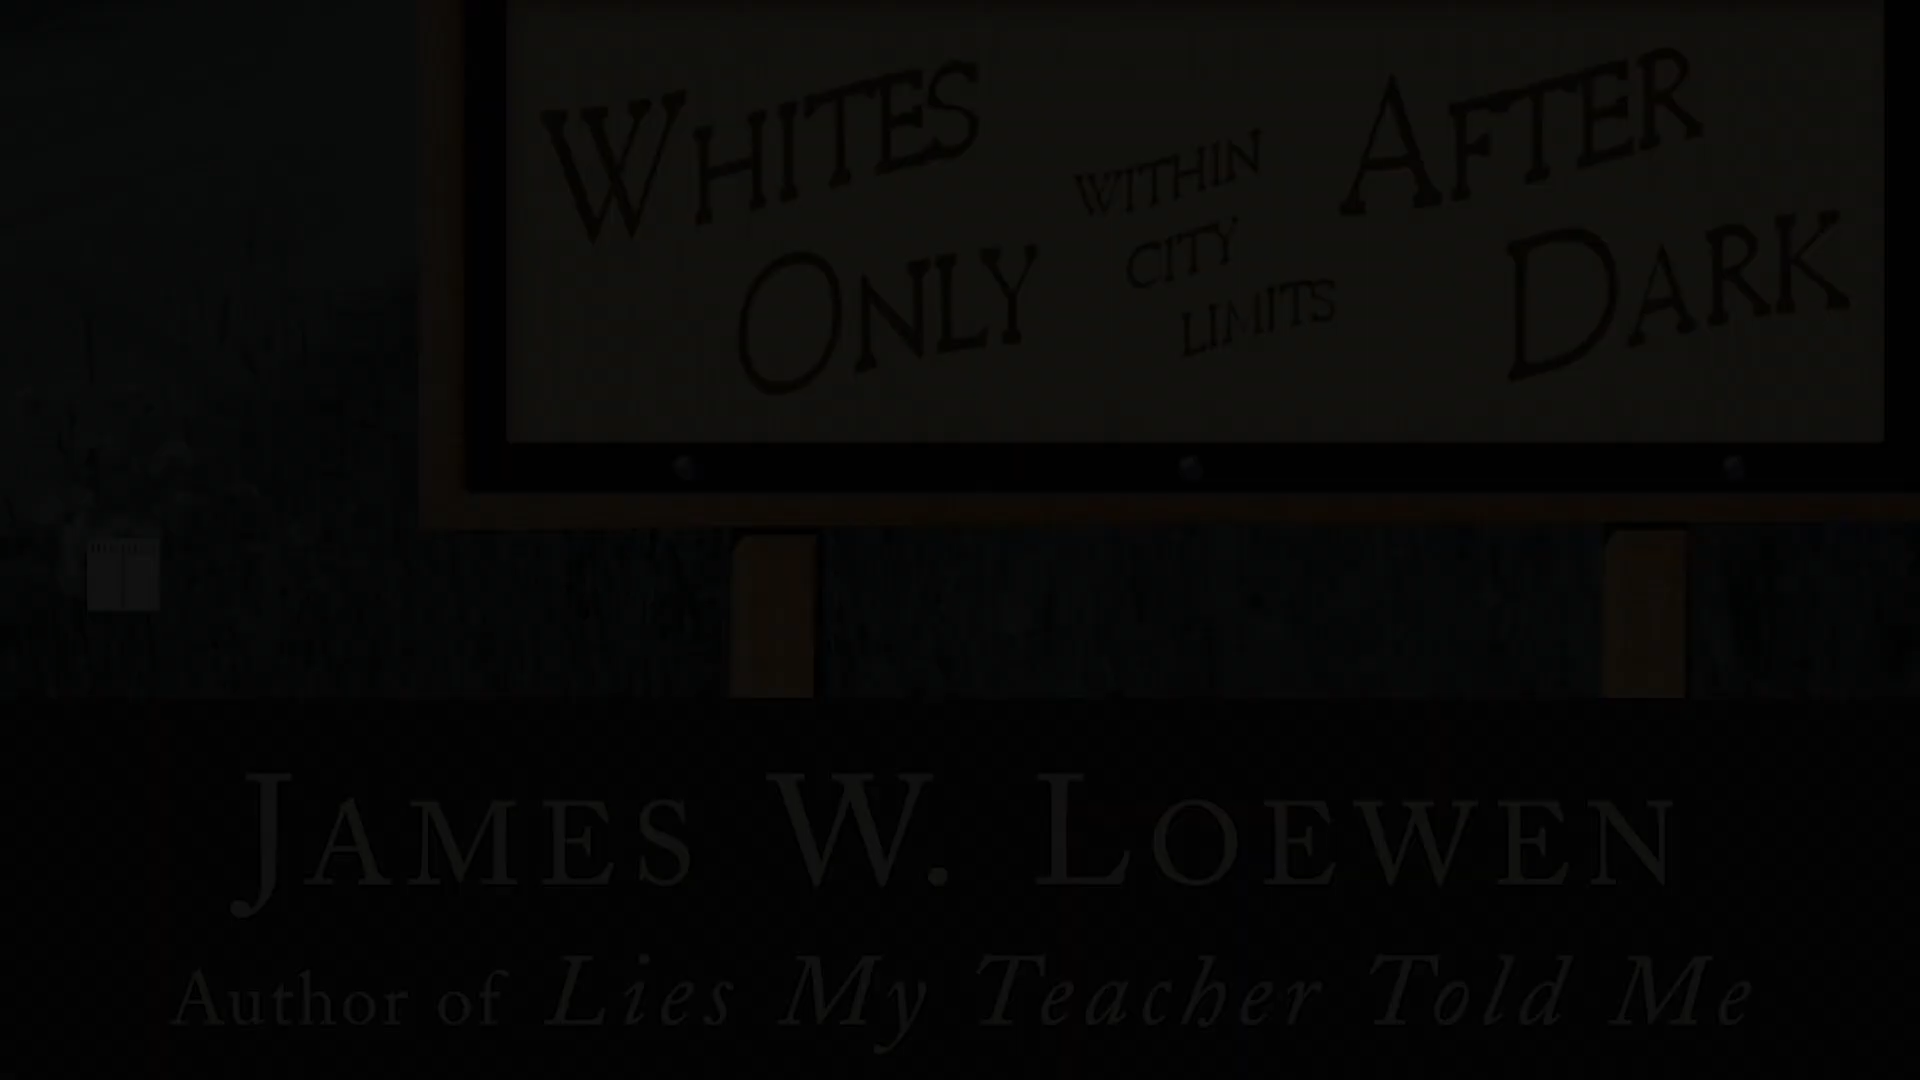 WHITES ONLY
WITHIN CITY LIMITS
AFTER DARK
JAMES W. LOEWEN
Author of Lies My Teacher Told Me